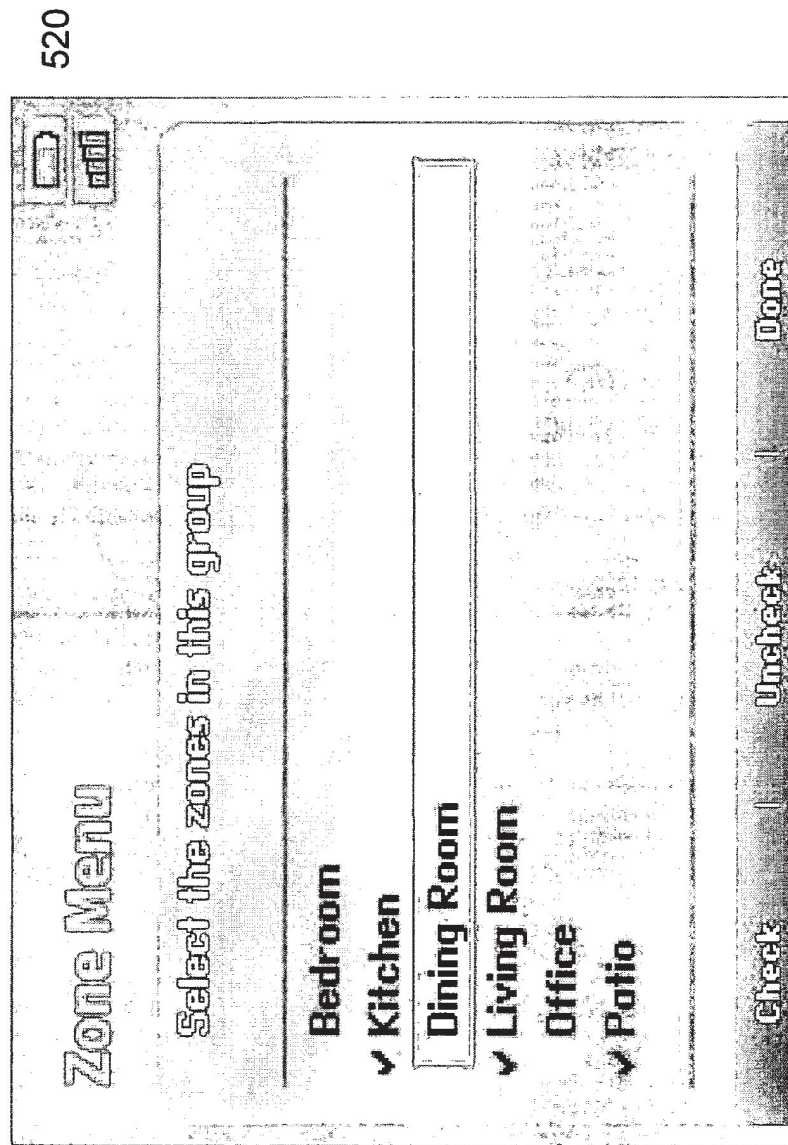 520
Zone Menu
Select the zones in this group
Bedroom
✓ Kitchen
Dining Room
✓ Living Room
Office
✓ Patio
Check | Uncheck | Done